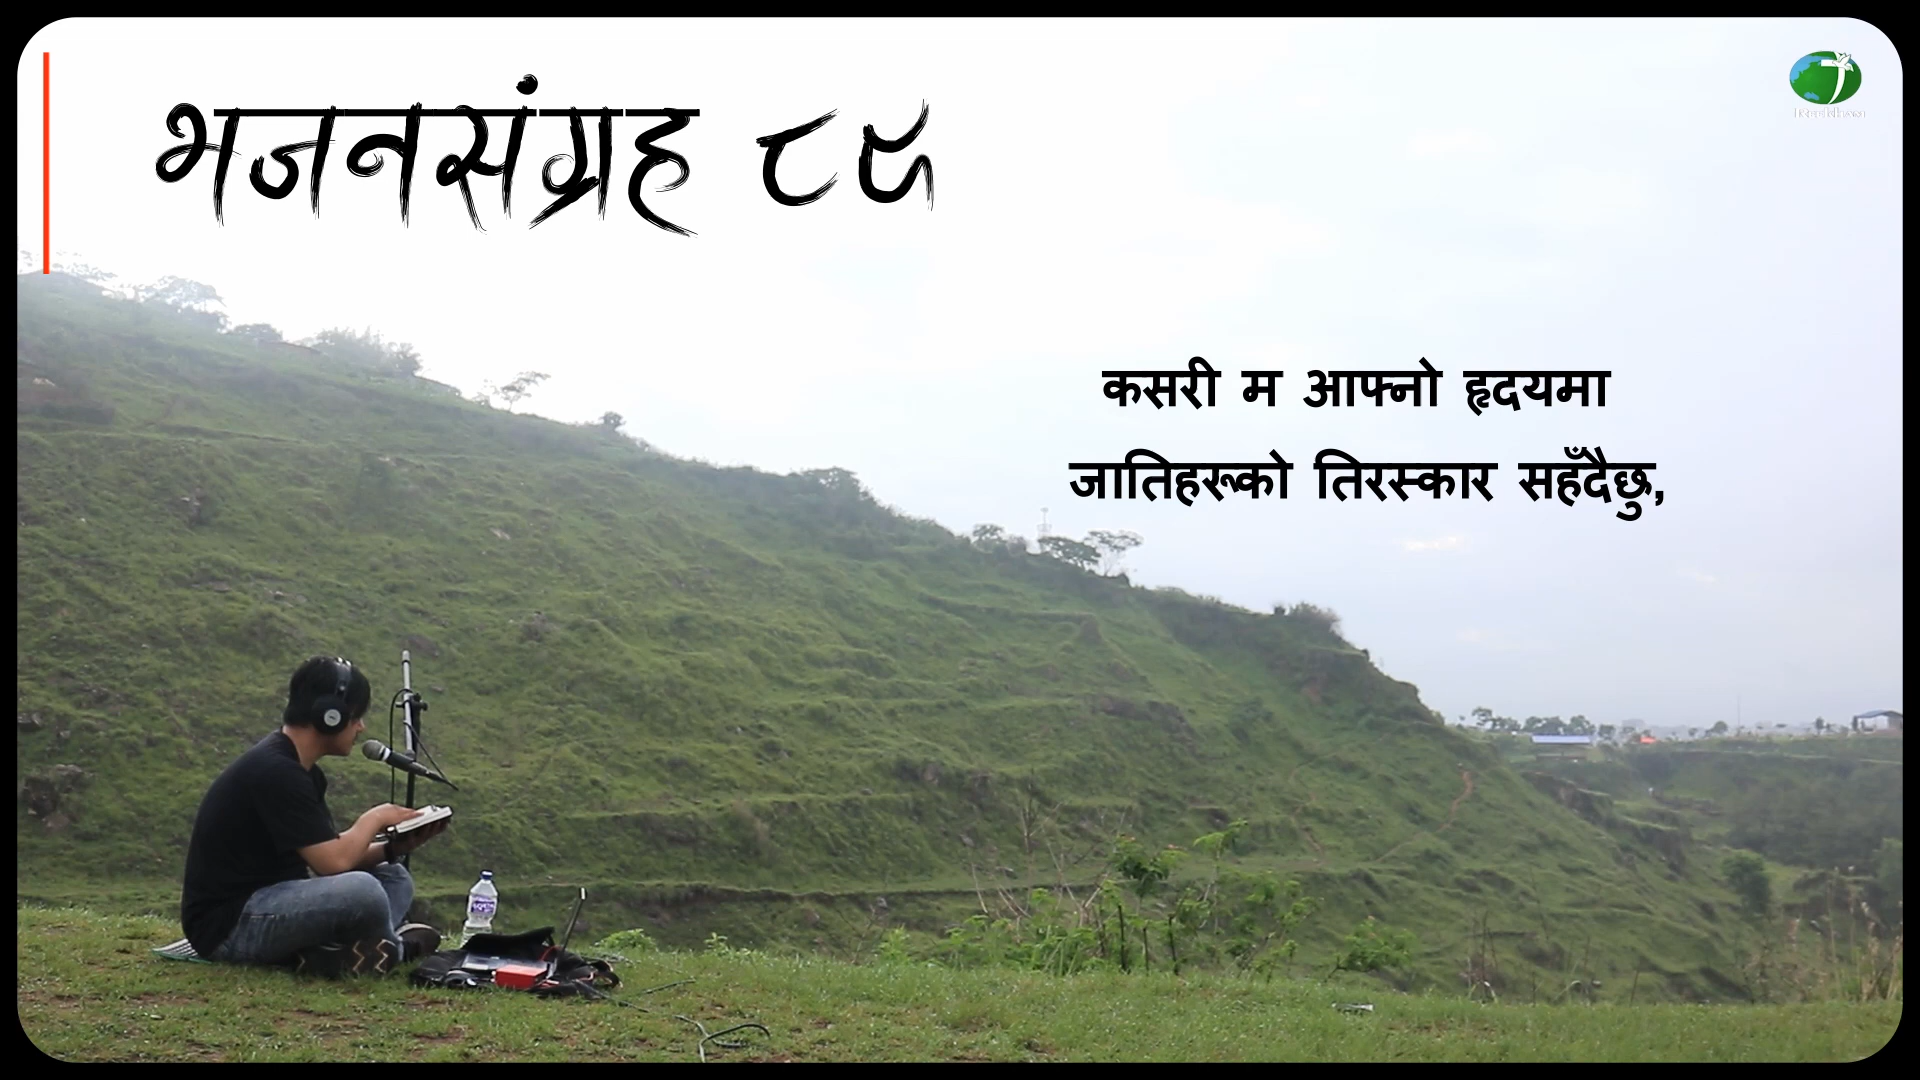 भजनसंग्रह ८९
कसरी म आफ्नो हृदयमा
जातिहरूको तिरस्कार सहँदैछु,